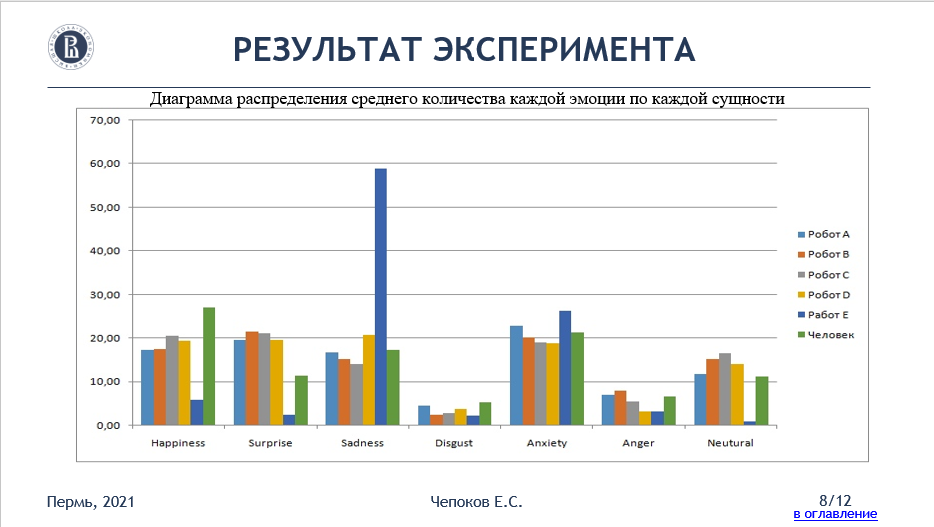 РЕЗУЛЬТАТ ЭКСПЕРИМЕНТА
Диаграмма распределения среднего количества каждой эмоции по каждой сущности
70,00
60,00
50,00
40,00
30,00
20,00
10,00
0,00
Happiness Surprise Sadness Disgust Anxiety Anger Neutural
Робот A
Робот B
Робот C
Робот D
Работ E
Человек
Пермь, 2021 Чепоков Е.С. 8/12
в оглавление